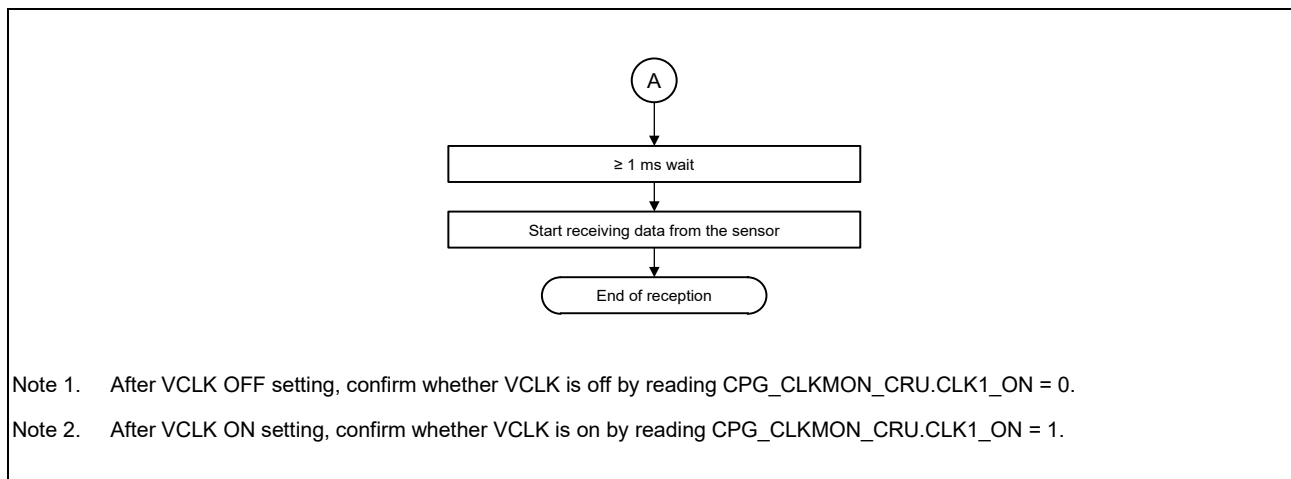 A
≥ 1 ms wait
Start receiving data from the sensor
End of reception
Note 1. After VCLK OFF setting, confirm whether VCLK is off by reading CPG_CLKMON_CRU.CLK1_ON = 0.
Note 2. After VCLK ON setting, confirm whether VCLK is on by reading CPG_CLKMON_CRU.CLK1_ON = 1.